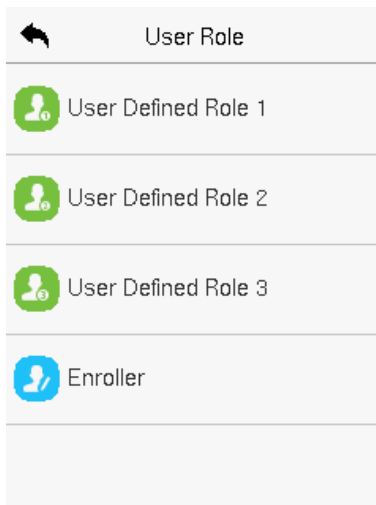 User Role
User Defined Role 1
User Defined Role 2
User Defined Role 3
Enroller